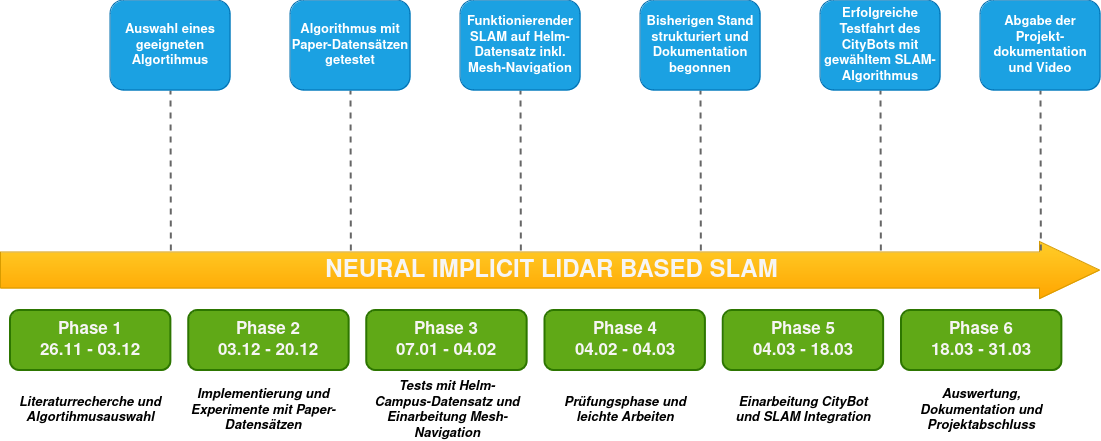 Auswahl eines
geeigneten
Algortihmus
Algorithmus mit
Paper-Datensätzen
getestet
Funktionierender
SLAM auf Helm-
Datensatz inkl.
Mesh-Navigation
Bisherigen Stand
strukturiert und
Dokumentation
begonnen
Erfolgreiche
Testfahrt des
CityBots mit
gewähltem SLAM-
Algorithmus
Abgabe der
Projekt-
dokumentation
und Video
NEURAL IMPLICIT LIDAR BASED SLAM
Phase 1
26.11 - 03.12
Phase 2
03.12 - 20.12
Phase 3
07.01 - 04.02
Phase 4
04.02 - 04.03
Phase 5
04.03 - 18.03
Phase 6
18.03 - 31.03
Literaturrecherche und
Algortihmusauswahl
Implementierung und
Experimente mit Paper-
Datensätzen
Tests mit Helm-
Campus-Datensatz und
Einarbeitung Mesh-
Navigation
Prüfungsphase und
leichte Arbeiten
Einarbeitung CityBot
und SLAM Integration
Auswertung,
Dokumentation und
Projektabschluss